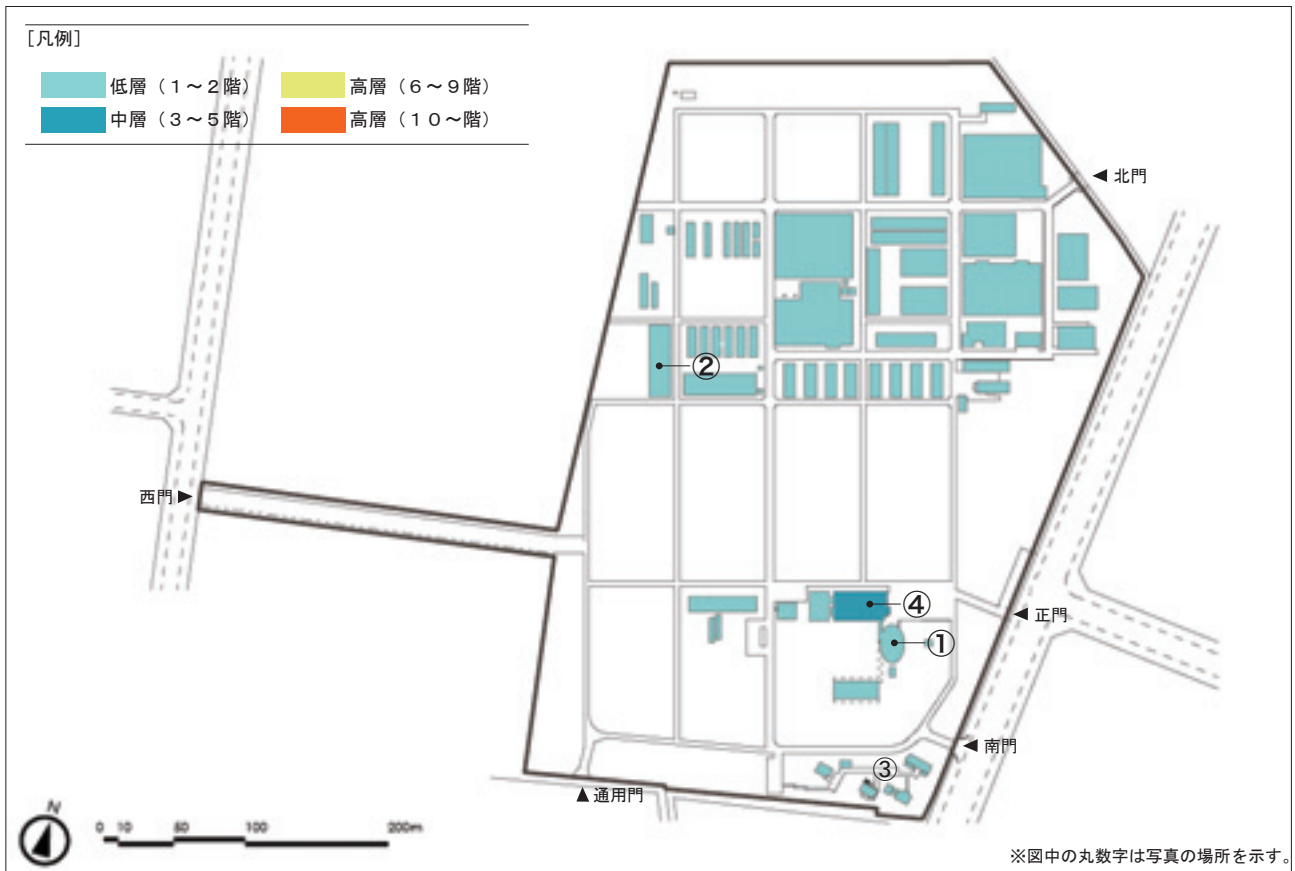 [凡例]
低層（１～２階） 高層（６～９階）
中層（３～５階） 高層（１０～階）
◀ 北門
②
西門 ▶
④
①
◀ 正門
◀ 南門
③
▲ 通用門
N
0 10 50 100 200m
※図中の丸数字は写真の場所を示す。